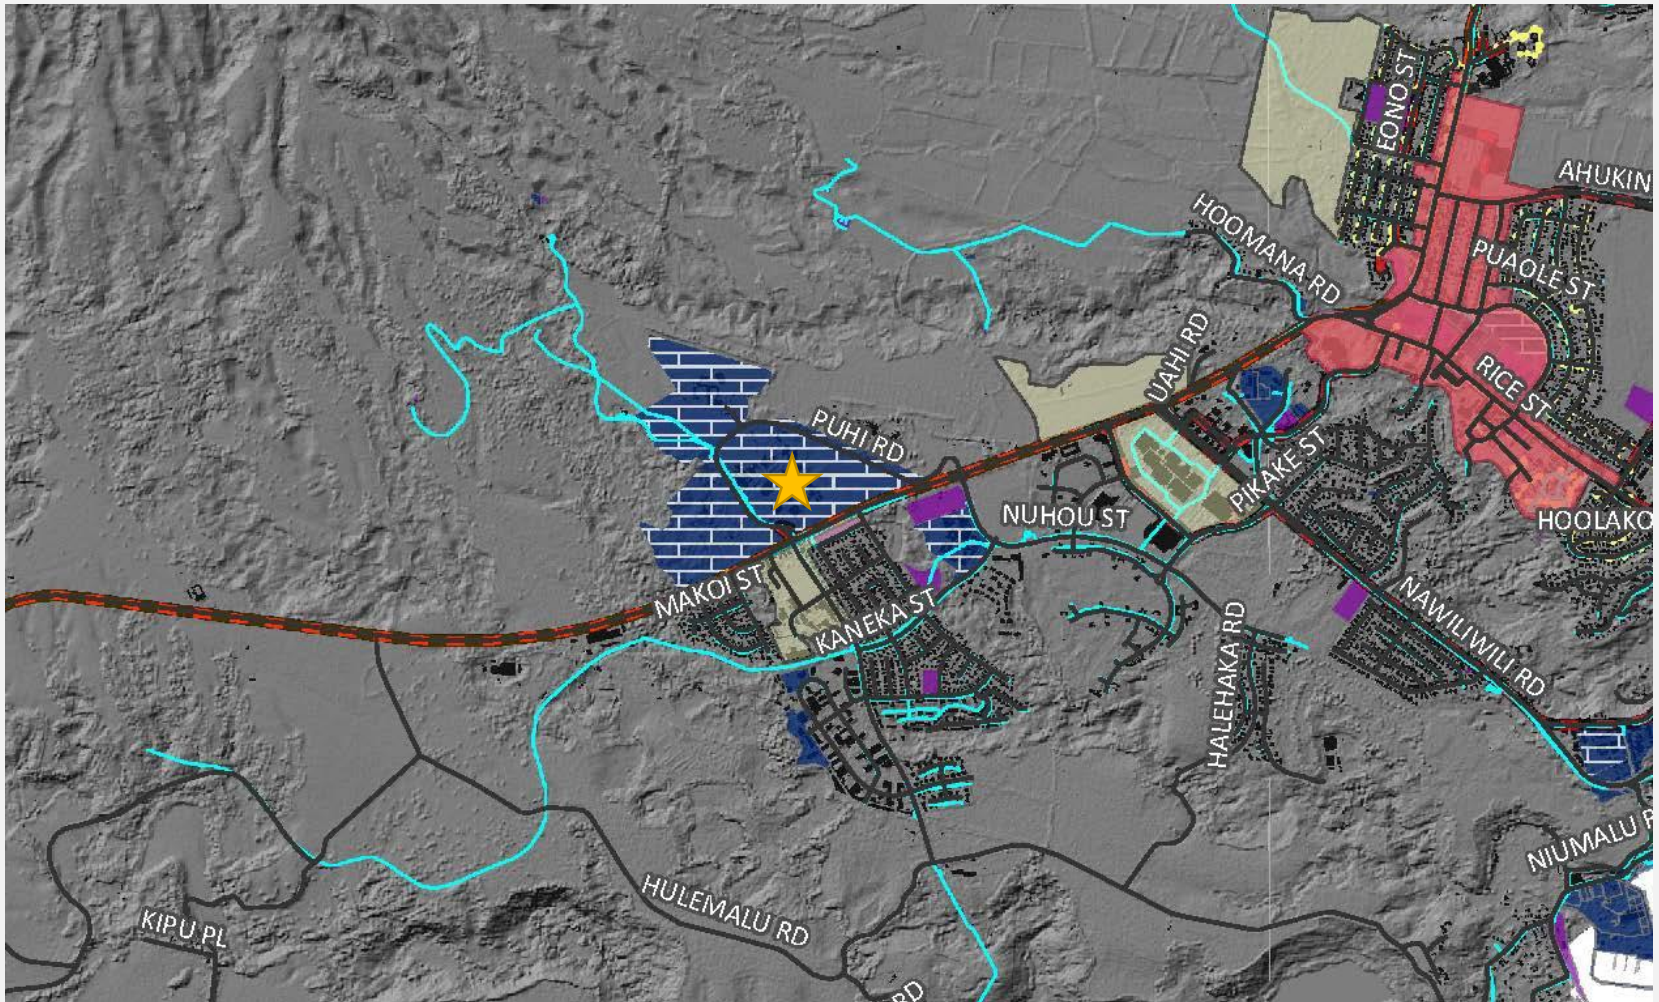 EONO ST
AHUKIN
HOOMANA RD
PUAOLE ST
UAHI RD
RICE ST
PUHI RD
PIKAKE ST
NUHOU ST
HOOLAKO
MAKOI ST
KANEKA ST
NAWILIWILI RD
HALEHAKA RD
NIUMALU R
HULEMALU RD
KIPU PL
RD